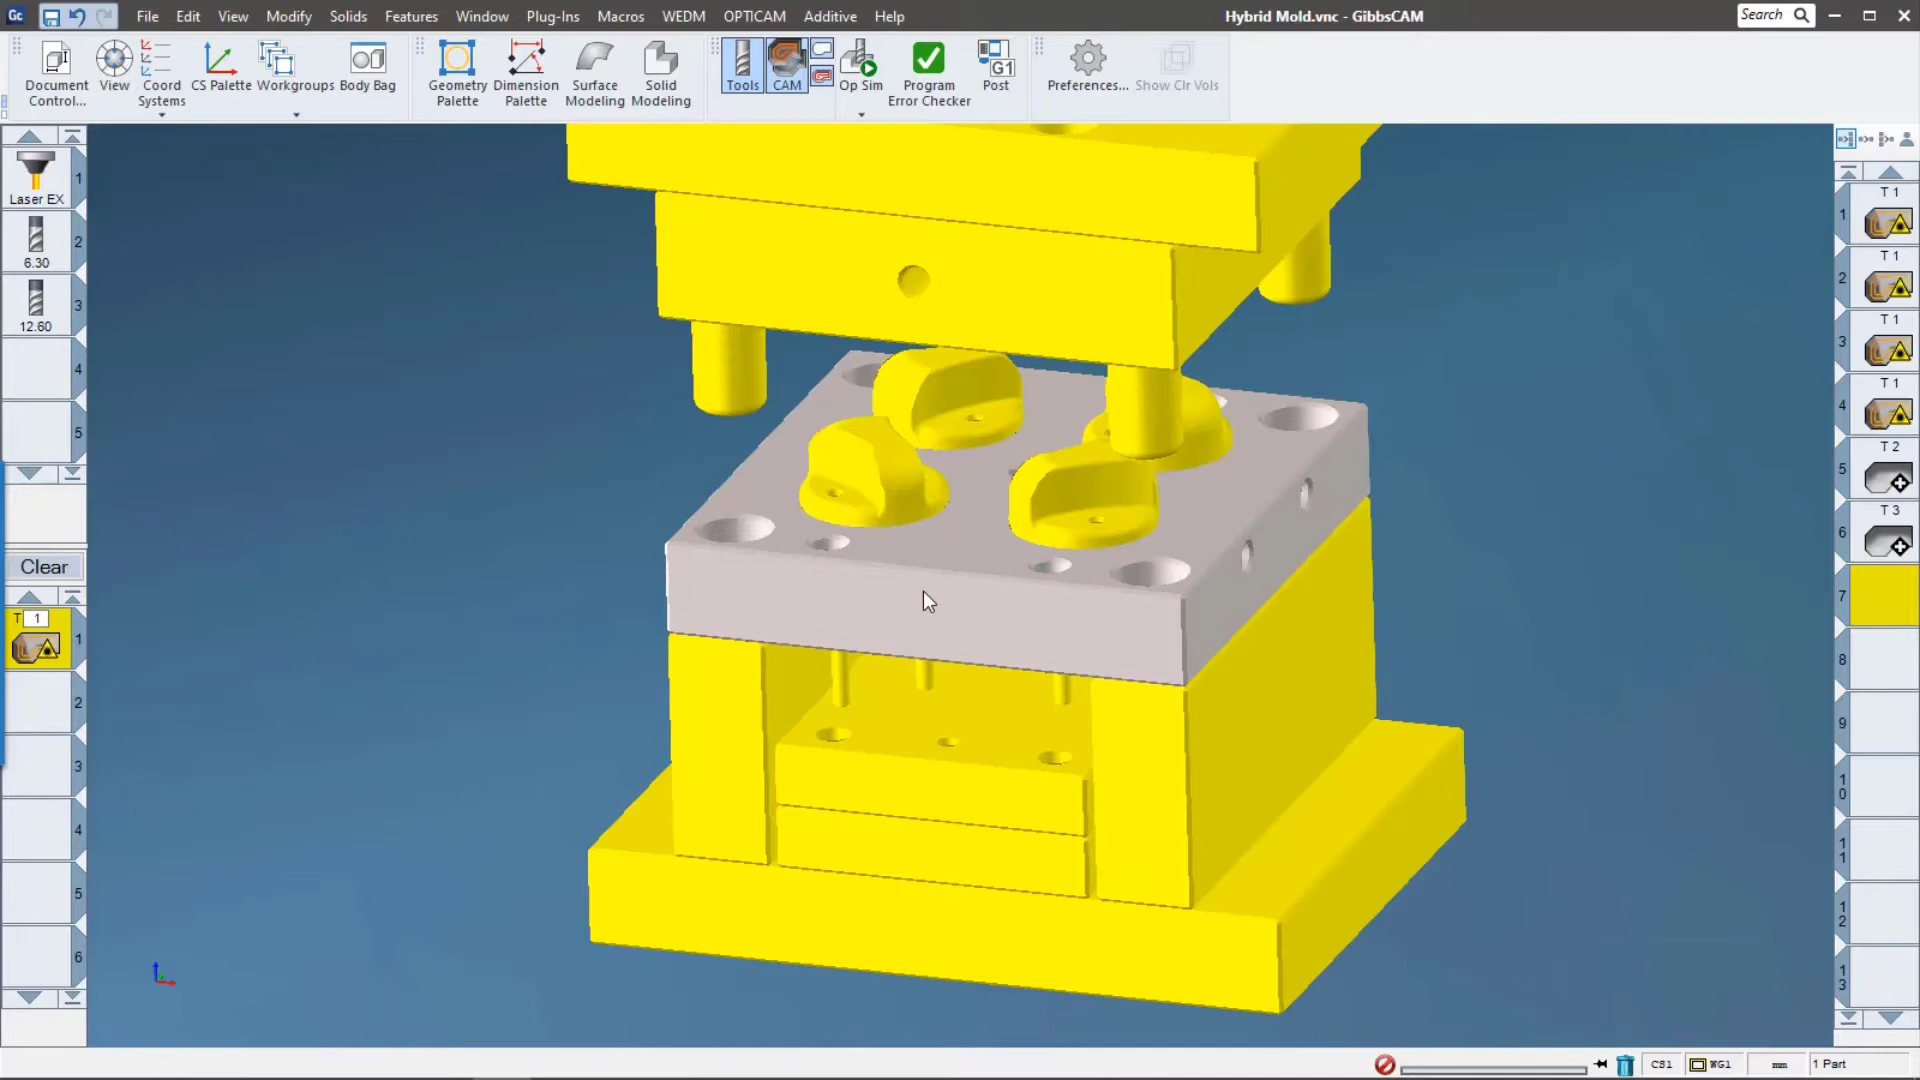 Gc File Edit View Modify Solids Features Window Plug-Ins Macros WEDM OPTICAM Additive Help Hybrid Mold.vnc - GibbsCAM Search
Document Control... View Coord Systems CS Palette Workgroups Body Bag Geometry Palette Dimension Palette Surface Modeling Solid Modeling Tools CAM Op Sim Program Error Checker G1 Post Preferences... Show Clr Vols
1
Laser EX
2
6.30
3
12.60
4
5
Clear
T 1
1
2
3
4
5
6
T 1
1
T 1
2
T 1
3
T 1
4
T 2
5
T 3
6
7
8
9
10
11
12
13
CS1 WG1 mm 1 Part